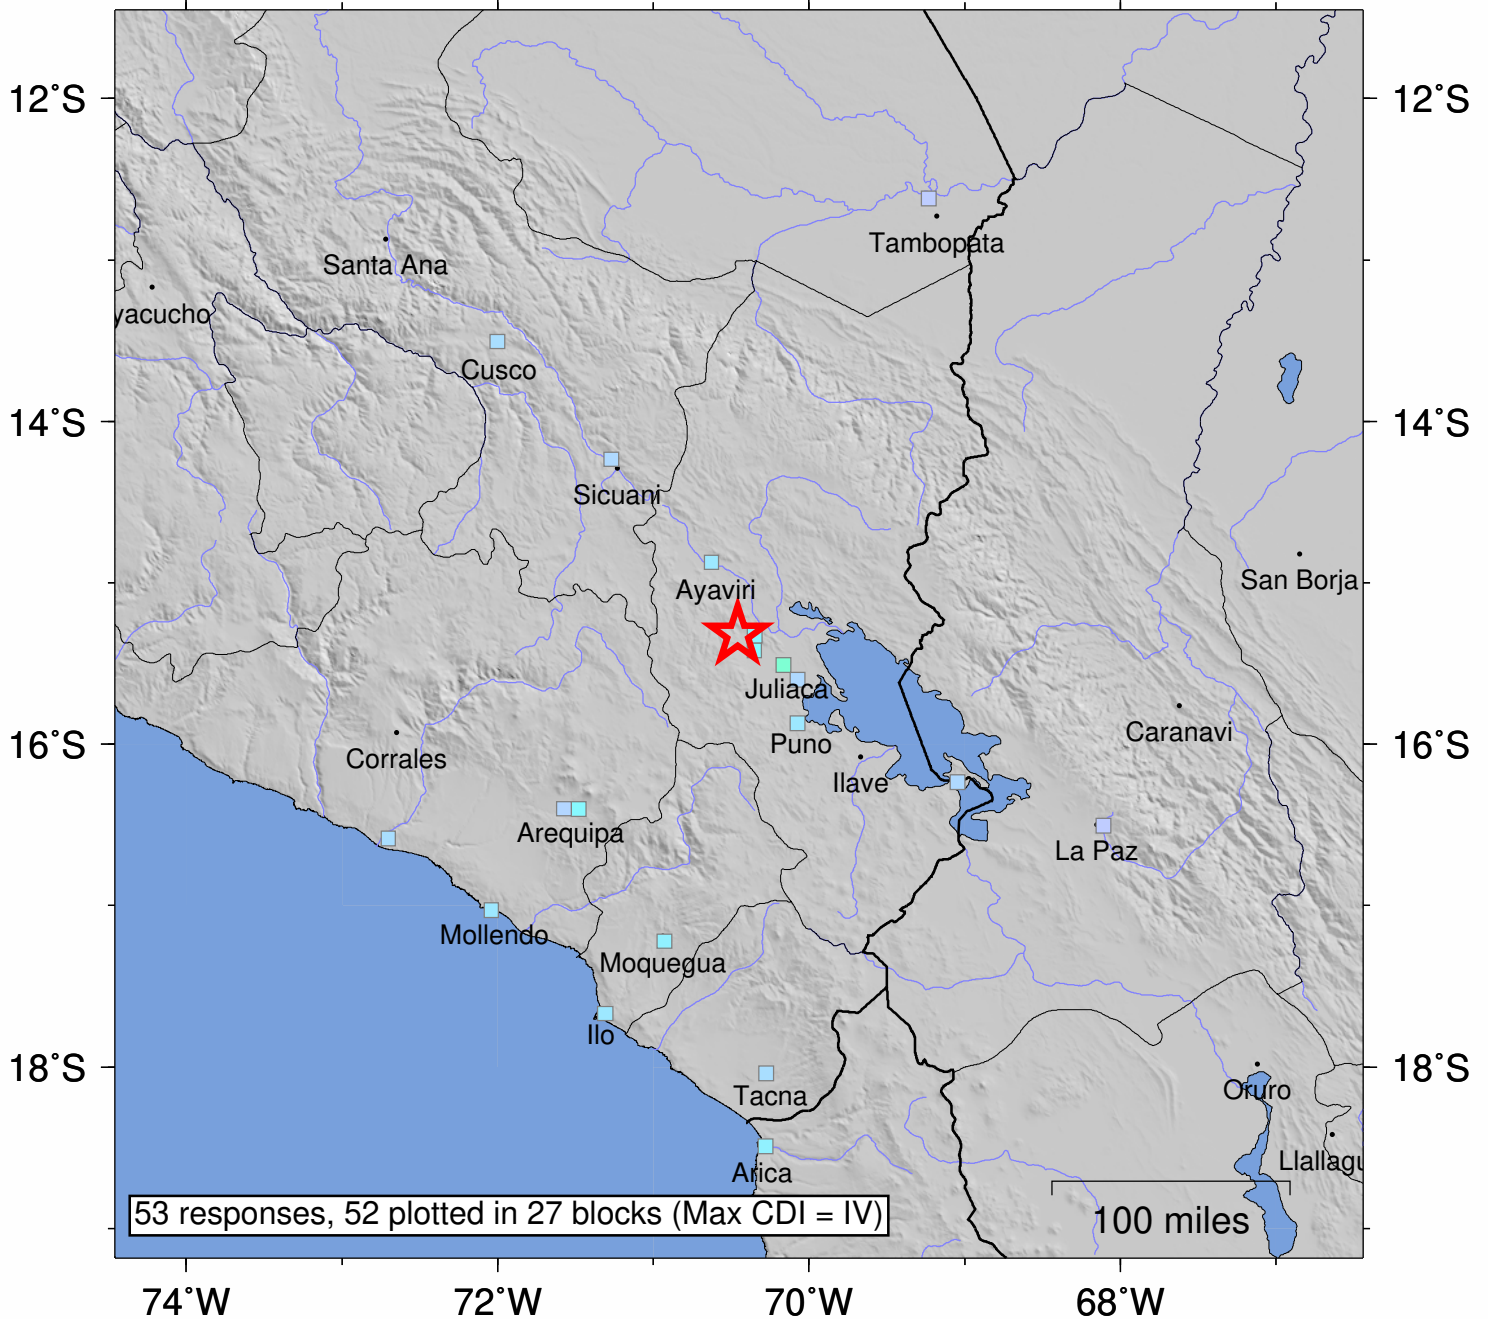 12°S
12°S
Tambopata
Santa Ana
yacucho
Cusco
14°S
14°S
Sicuani
Ayaviri
San Borja
Juliaca
Caranavi
16°S
16°S
Puno
Corrales
Ilave
Arequipa
La Paz
Mollendo
Moquegua
Ilo
18°S
18°S
Tacna
Oruro
Arica
Llallagu
53 responses, 52 plotted in 27 blocks (Max CDI = IV)
100 miles
74°W
72°W
70°W
68°W